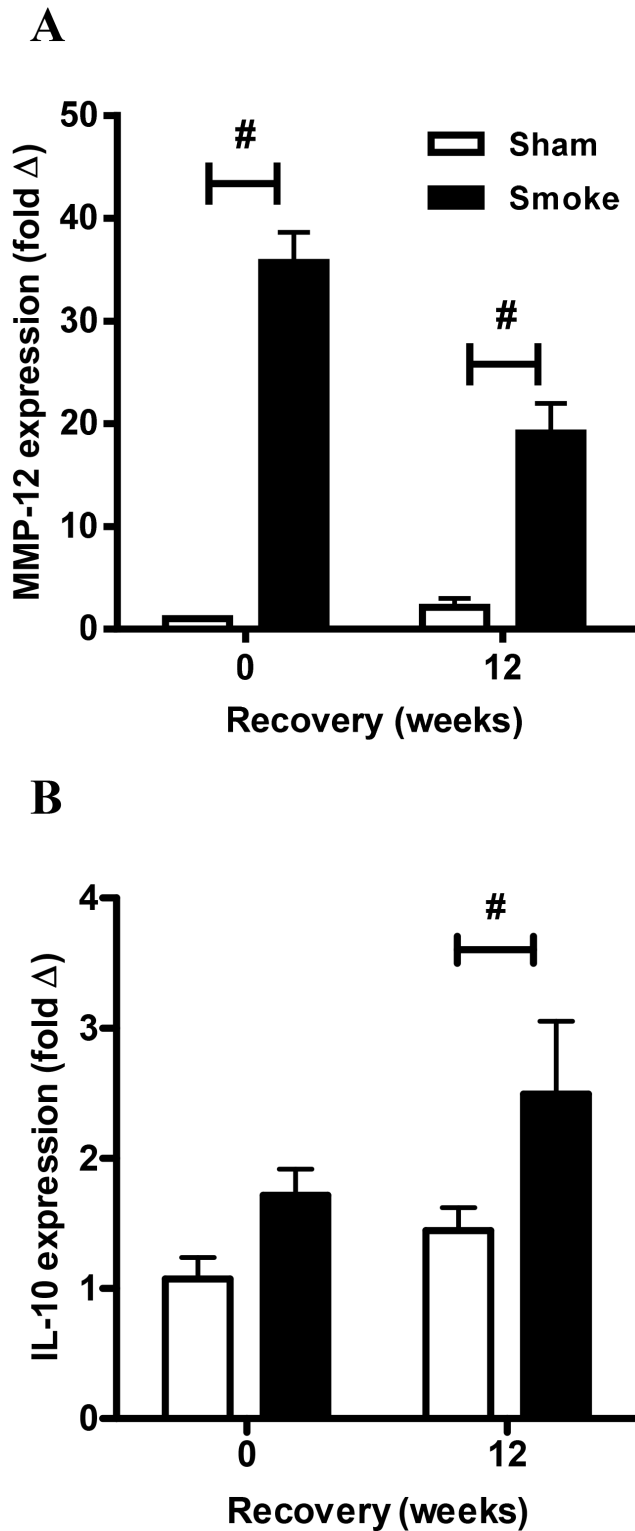 A
MMP-12 expression (fold Δ)
50
40
30
20
10
0
#
#
Sham
Smoke
0
12
Recovery (weeks)
B
IL-10 expression (fold Δ)
4
3
2
1
0
#
0
12
Recovery (weeks)